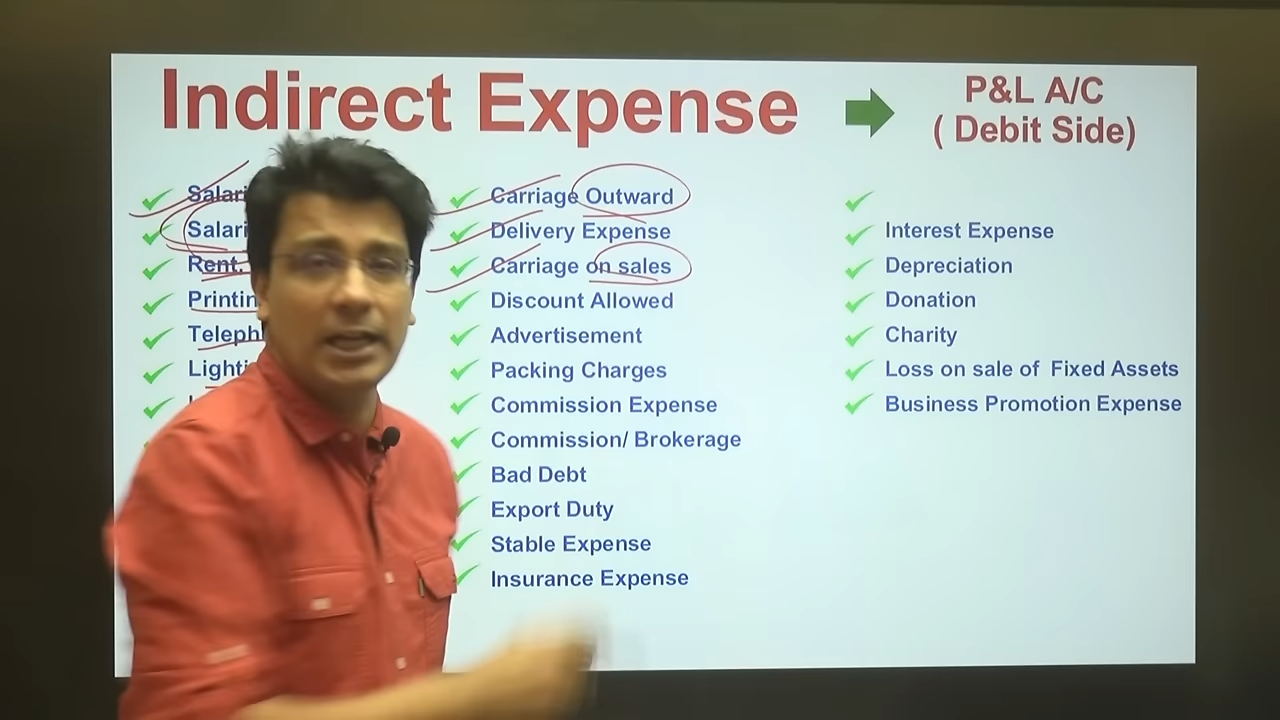 Indirect Expense
P&L A/C
( Debit Side)
Rent.
Carriage Outward
Delivery Expense
Carriage on sales
Discount Allowed
Advertisement
Packing Charges
Commission Expense
Commission/ Brokerage
Bad Debt
Export Duty
Stable Expense
Insurance Expense
Interest Expense
Depreciation
Donation
Charity
Loss on sale of Fixed Assets
Business Promotion Expense